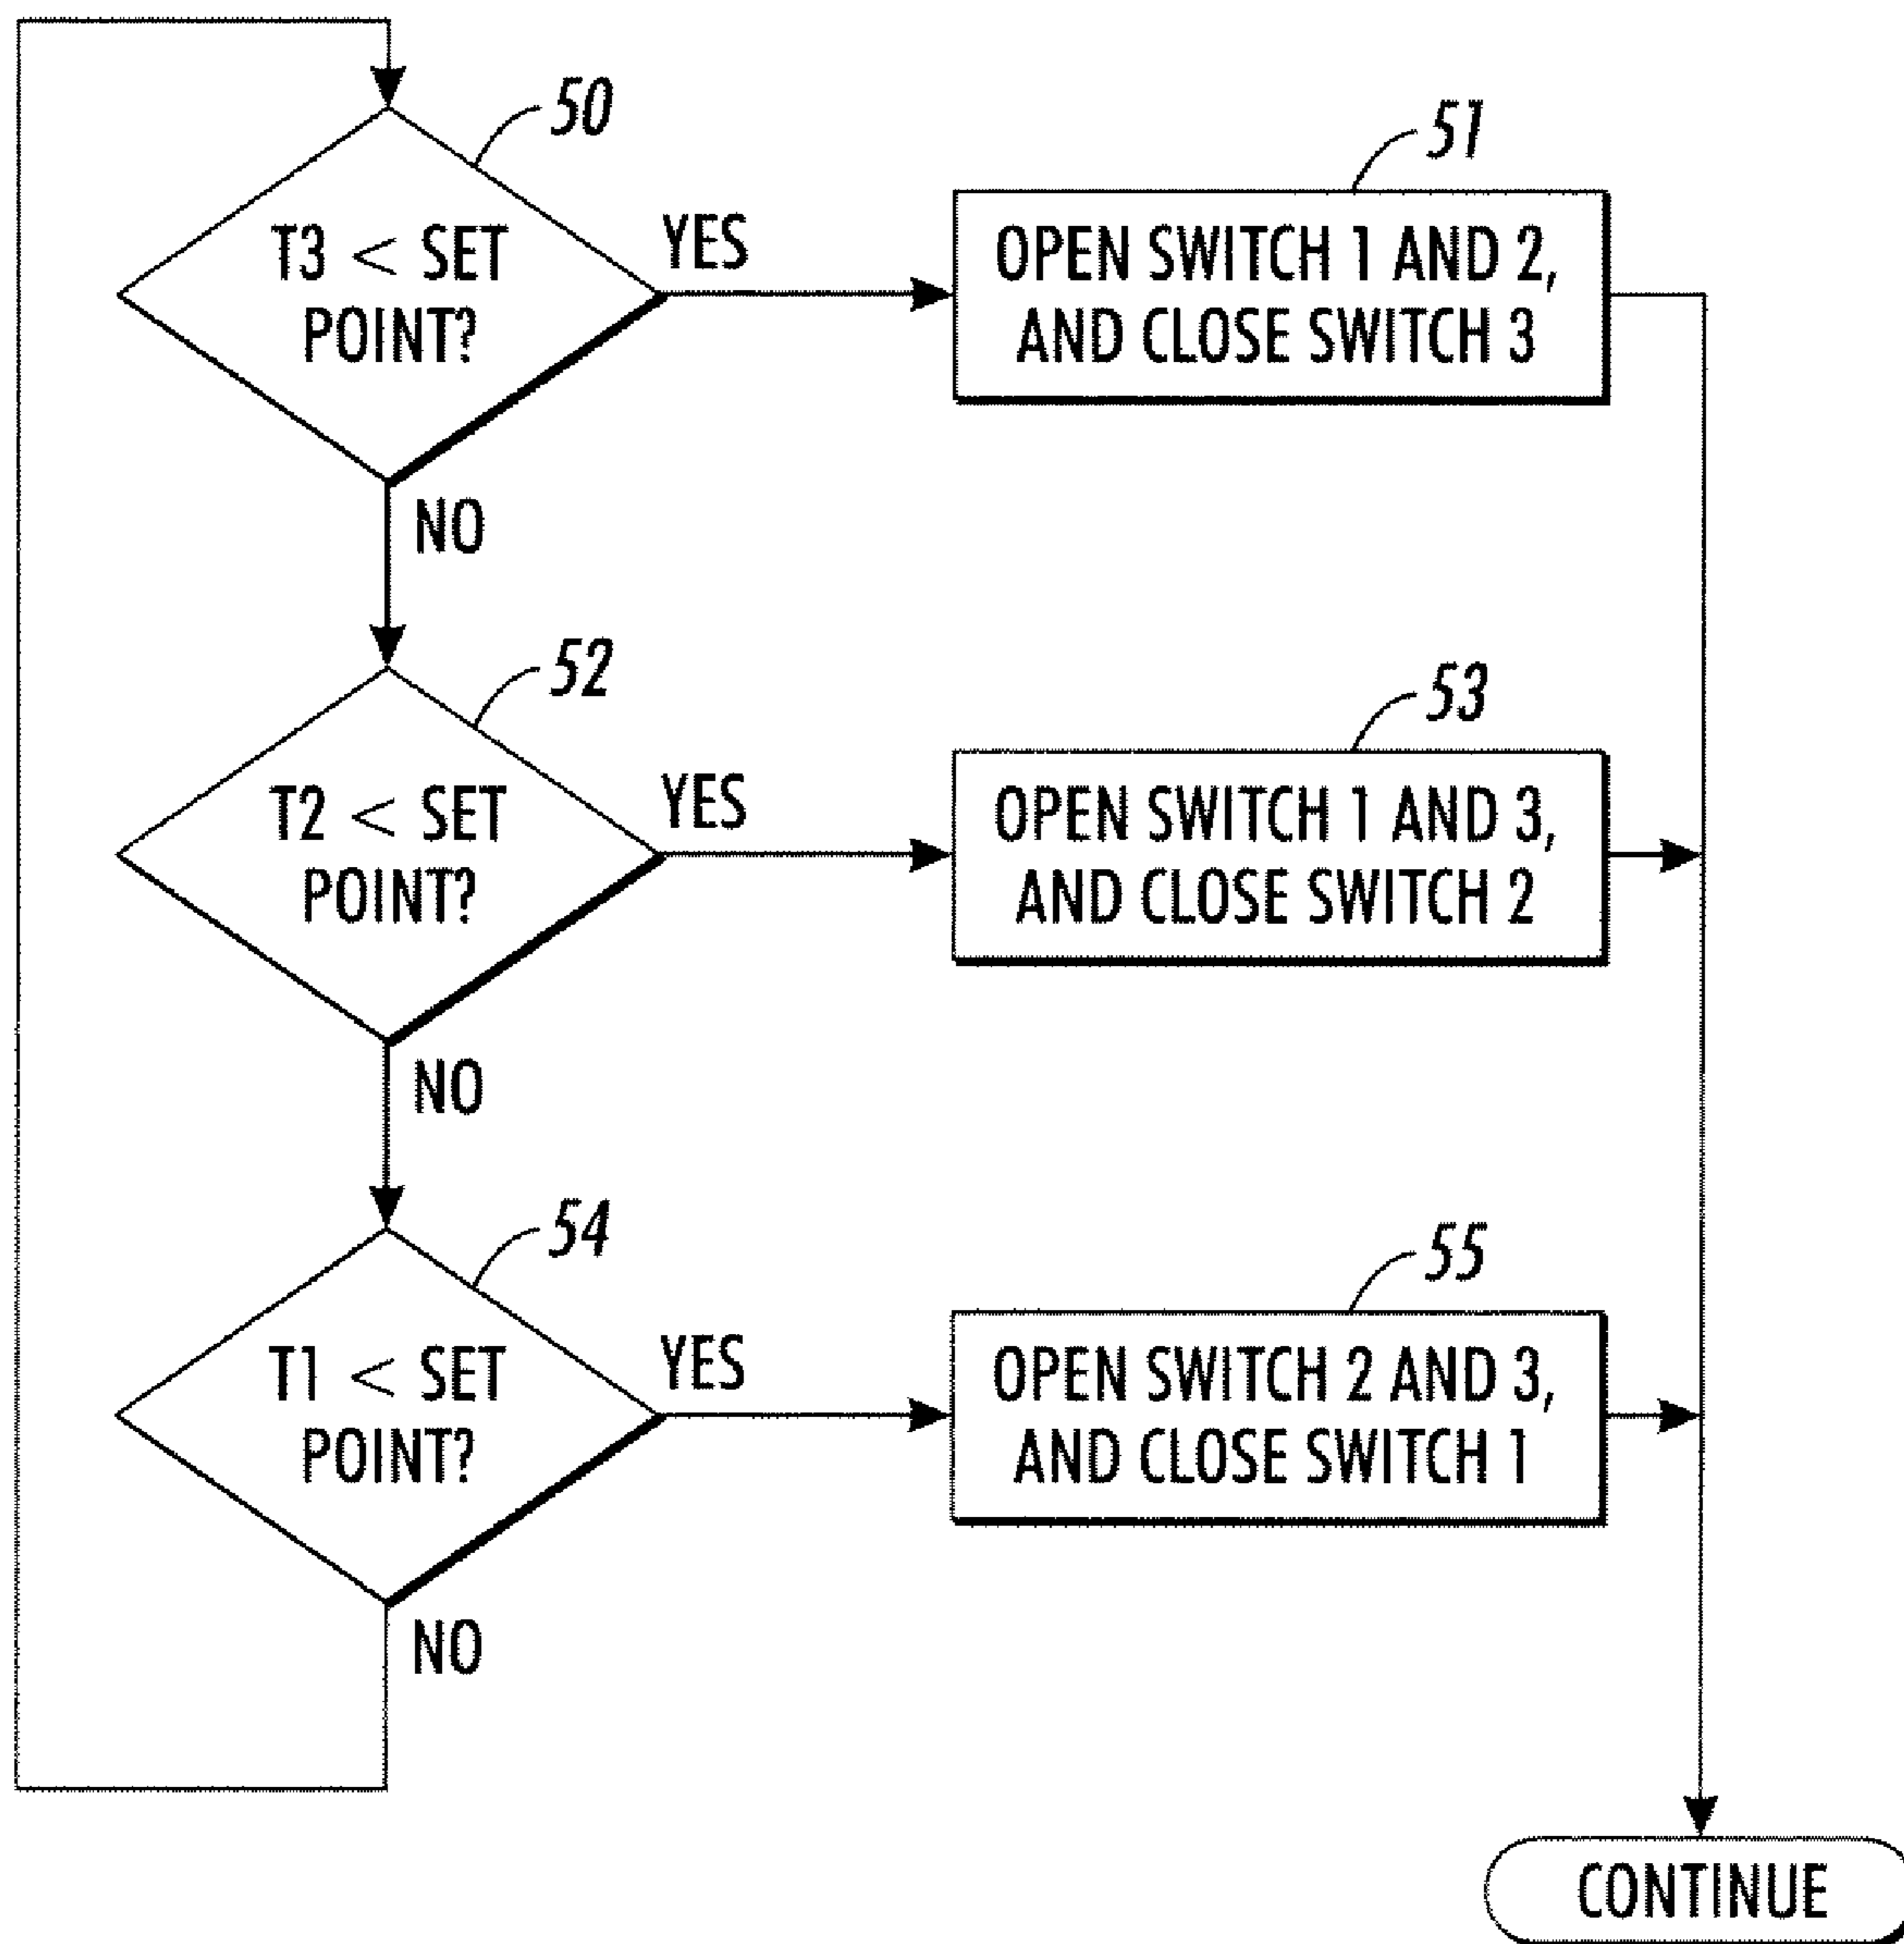 50
T3 < SET
POINT?
YES
51
OPEN SWITCH 1 AND 2,
AND CLOSE SWITCH 3
NO
52
T2 < SET
POINT?
YES
53
OPEN SWITCH 1 AND 3,
AND CLOSE SWITCH 2
NO
54
T1 < SET
POINT?
YES
55
OPEN SWITCH 2 AND 3,
AND CLOSE SWITCH 1
NO
CONTINUE